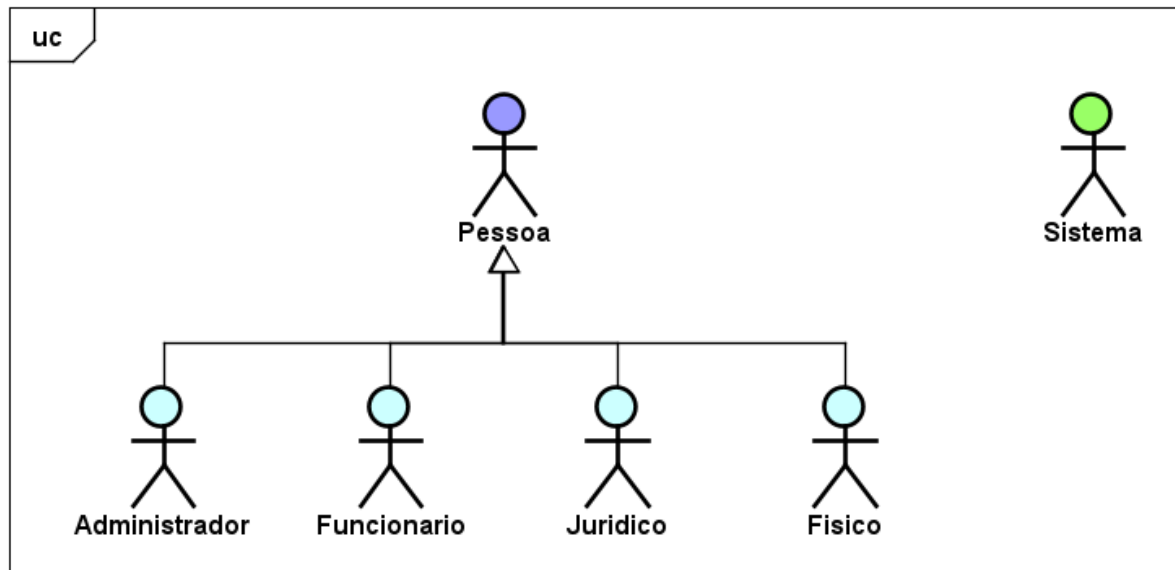 uc
Pessoa
Sistema
Administrador
Funcionario
Juridico
Fisico